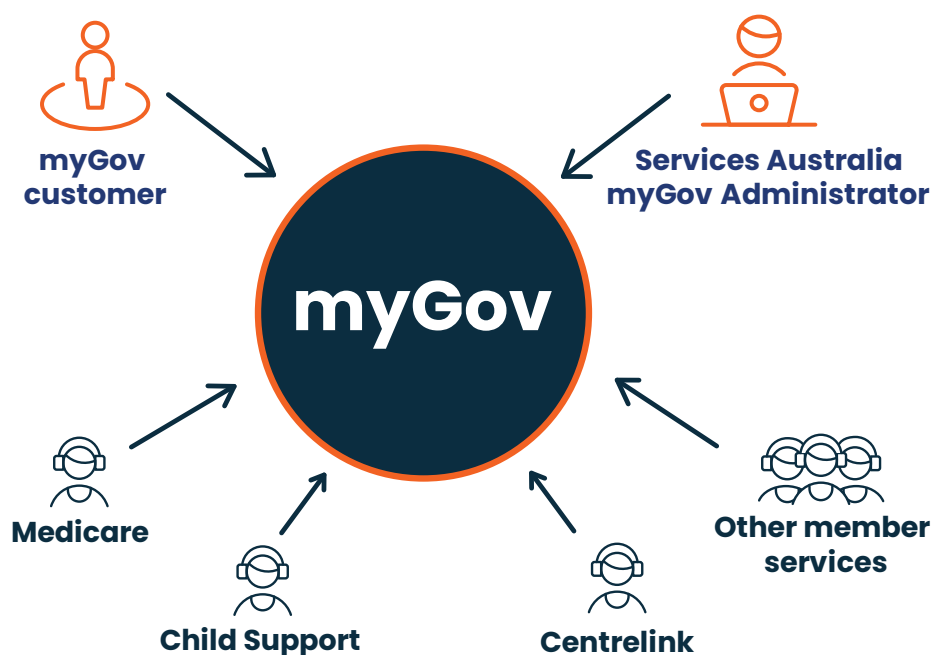 myGov
customer
Services Australia
myGov Administrator
myGov
Medicare
Other member
services
Child Support
Centrelink